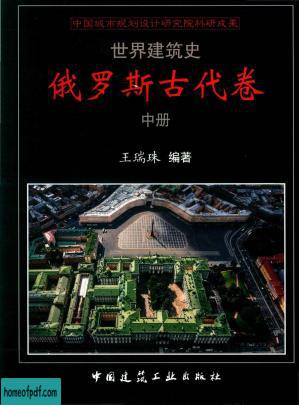 中国城市规划设计研究院科研成果
世界建筑史
俄罗斯古代卷
中册
王瑞珠 编著
homeofpdf.com
中国建筑工业出版社